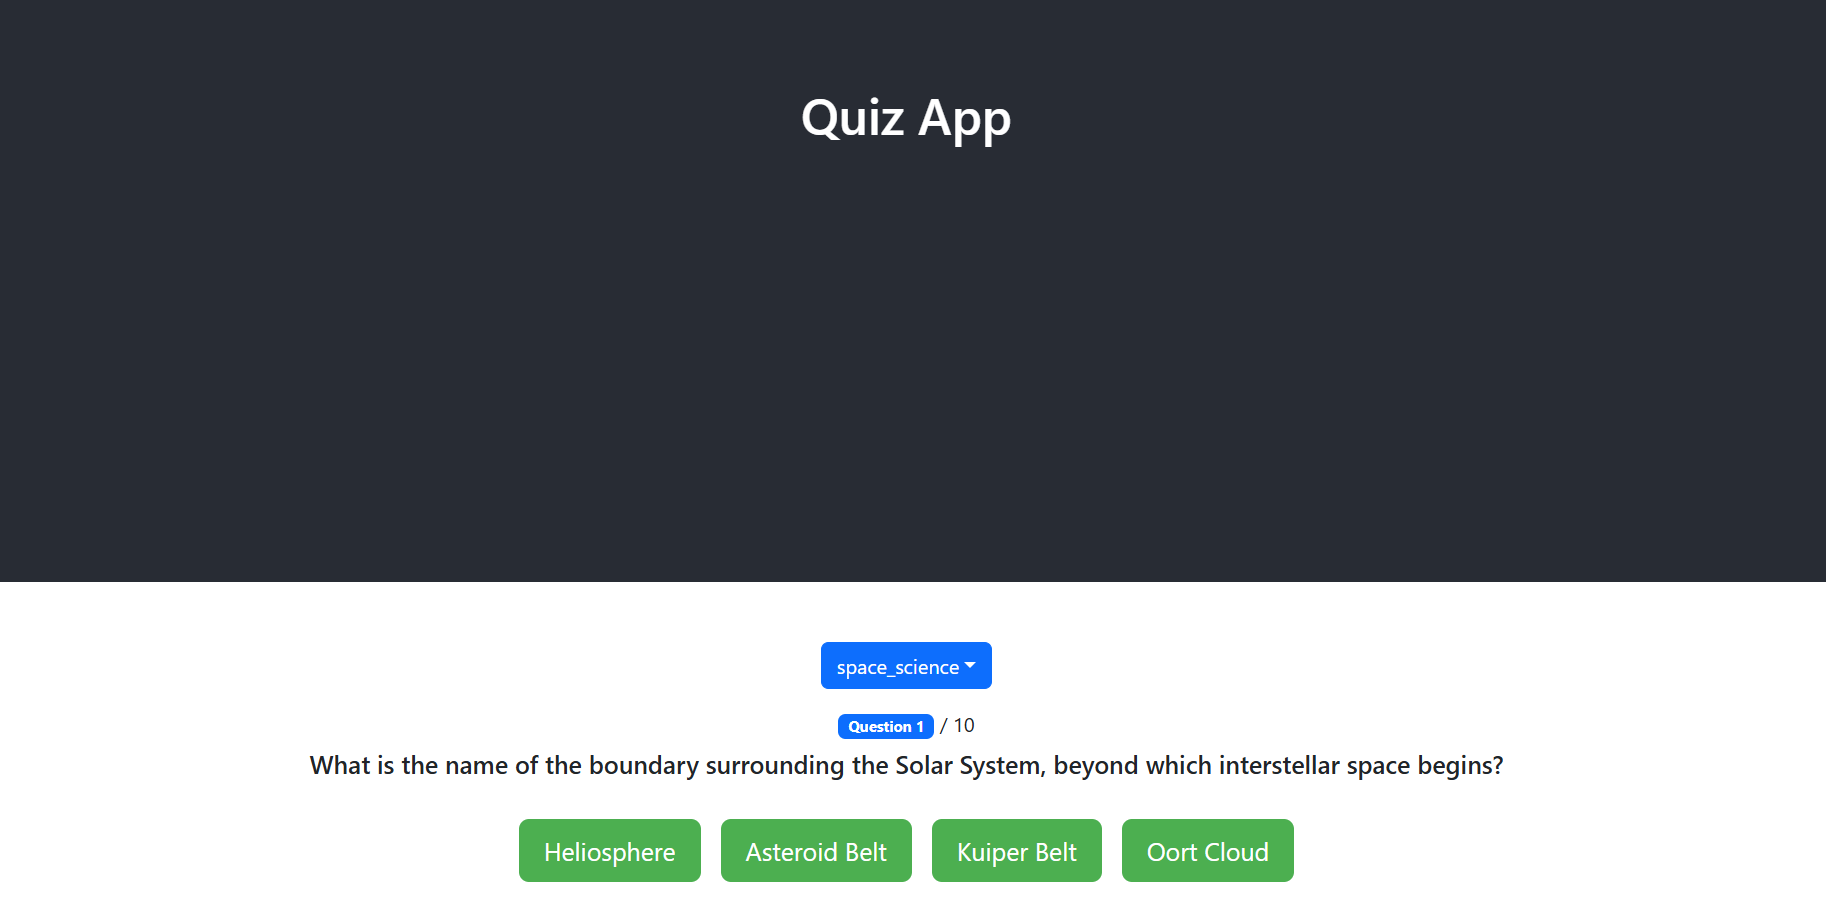 Quiz App
space_science
Question 1 / 10
What is the name of the boundary surrounding the Solar System, beyond which interstellar space begins?
Heliosphere Asteroid Belt Kuiper Belt Oort Cloud